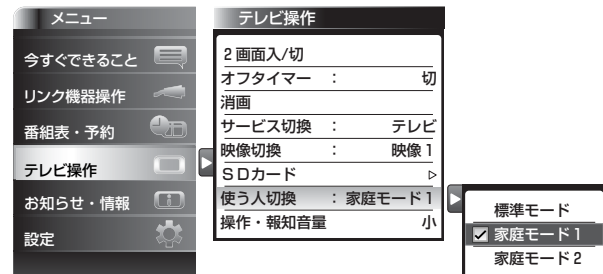 メニュー
今すぐできること
リンク機器操作
番組表・予約
テレビ操作
お知らせ・情報
設定
テレビ操作
2画面入/切
オフタイマー : 切
消画
サービス切換 : テレビ
映像切換 : 映像1
SDカード
使う人切換 : 家庭モード1
操作・報知音量 小
標準モード
家庭モード1
家庭モード2